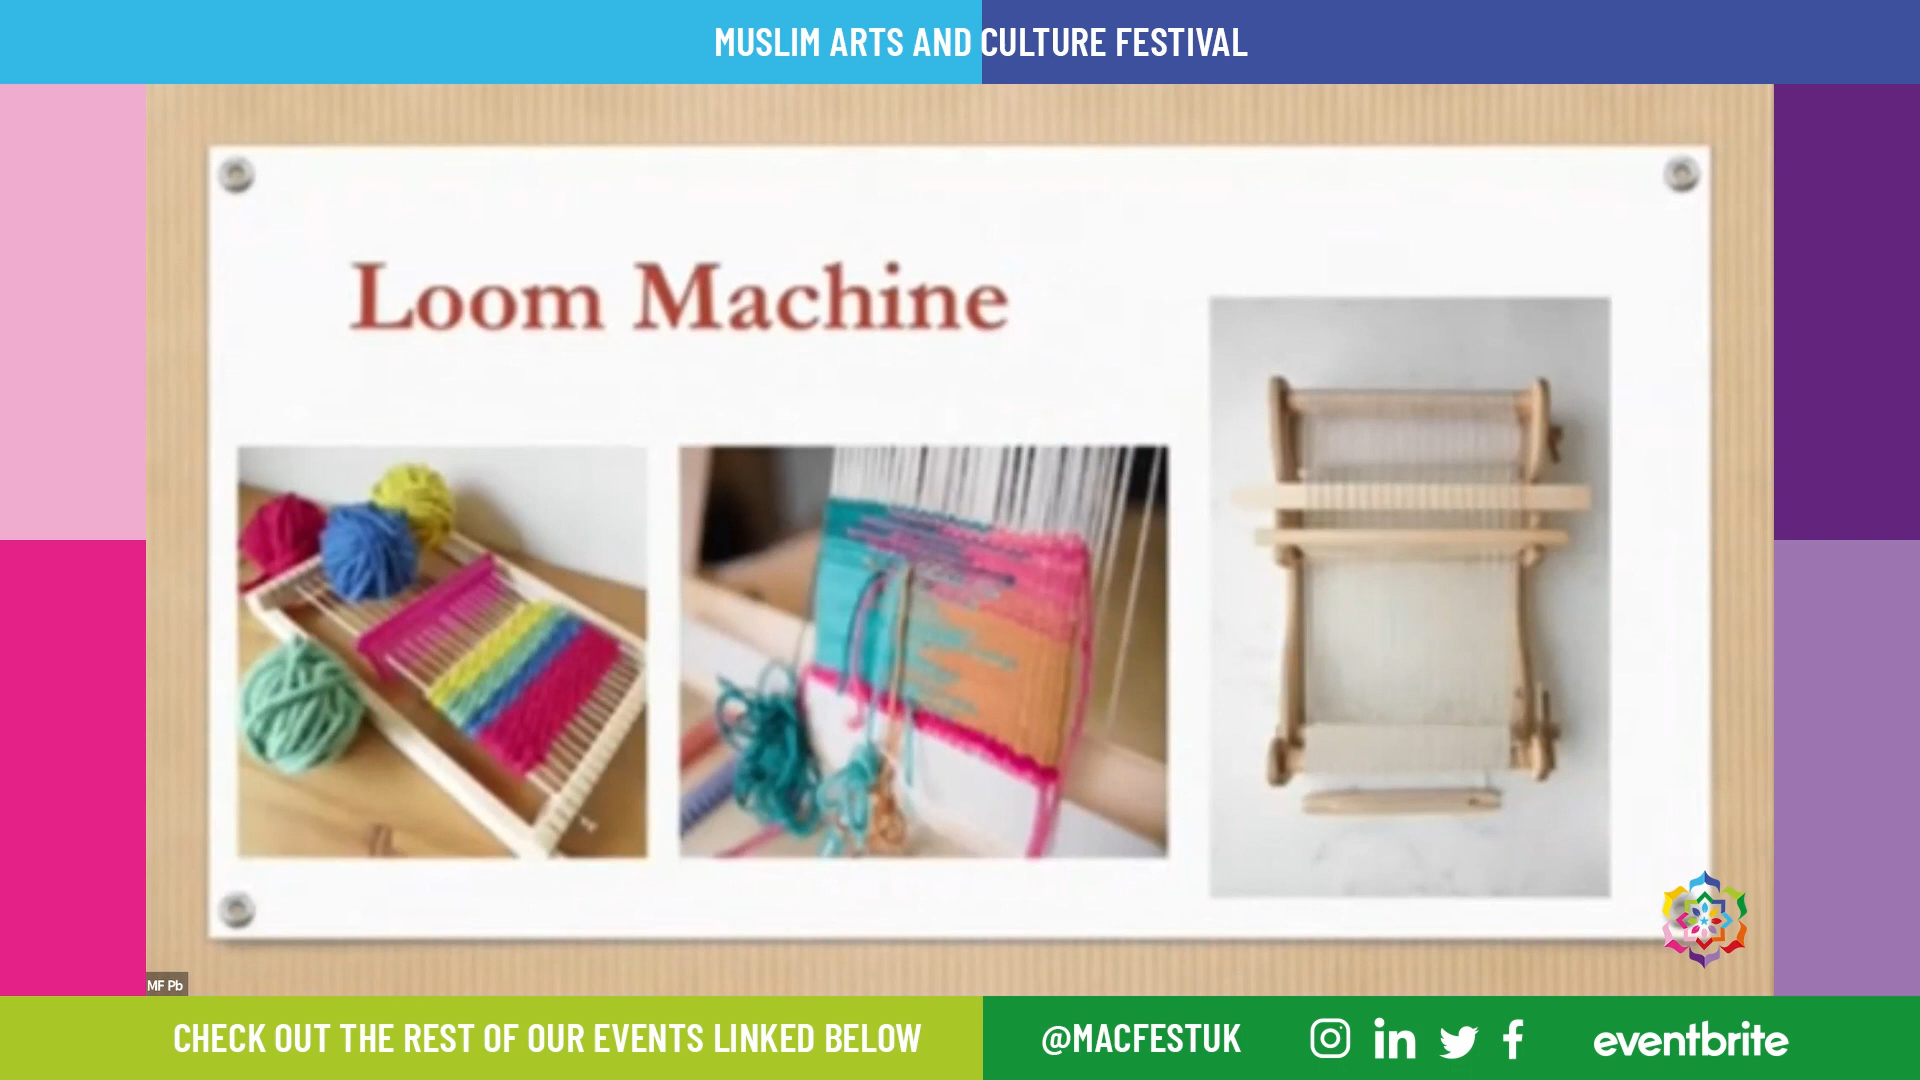 MUSLIM ARTS AND CULTURE FESTIVAL
Loom Machine
MF Pb
CHECK OUT THE REST OF OUR EVENTS LINKED BELOW
@MACFESTUK
eventbrite